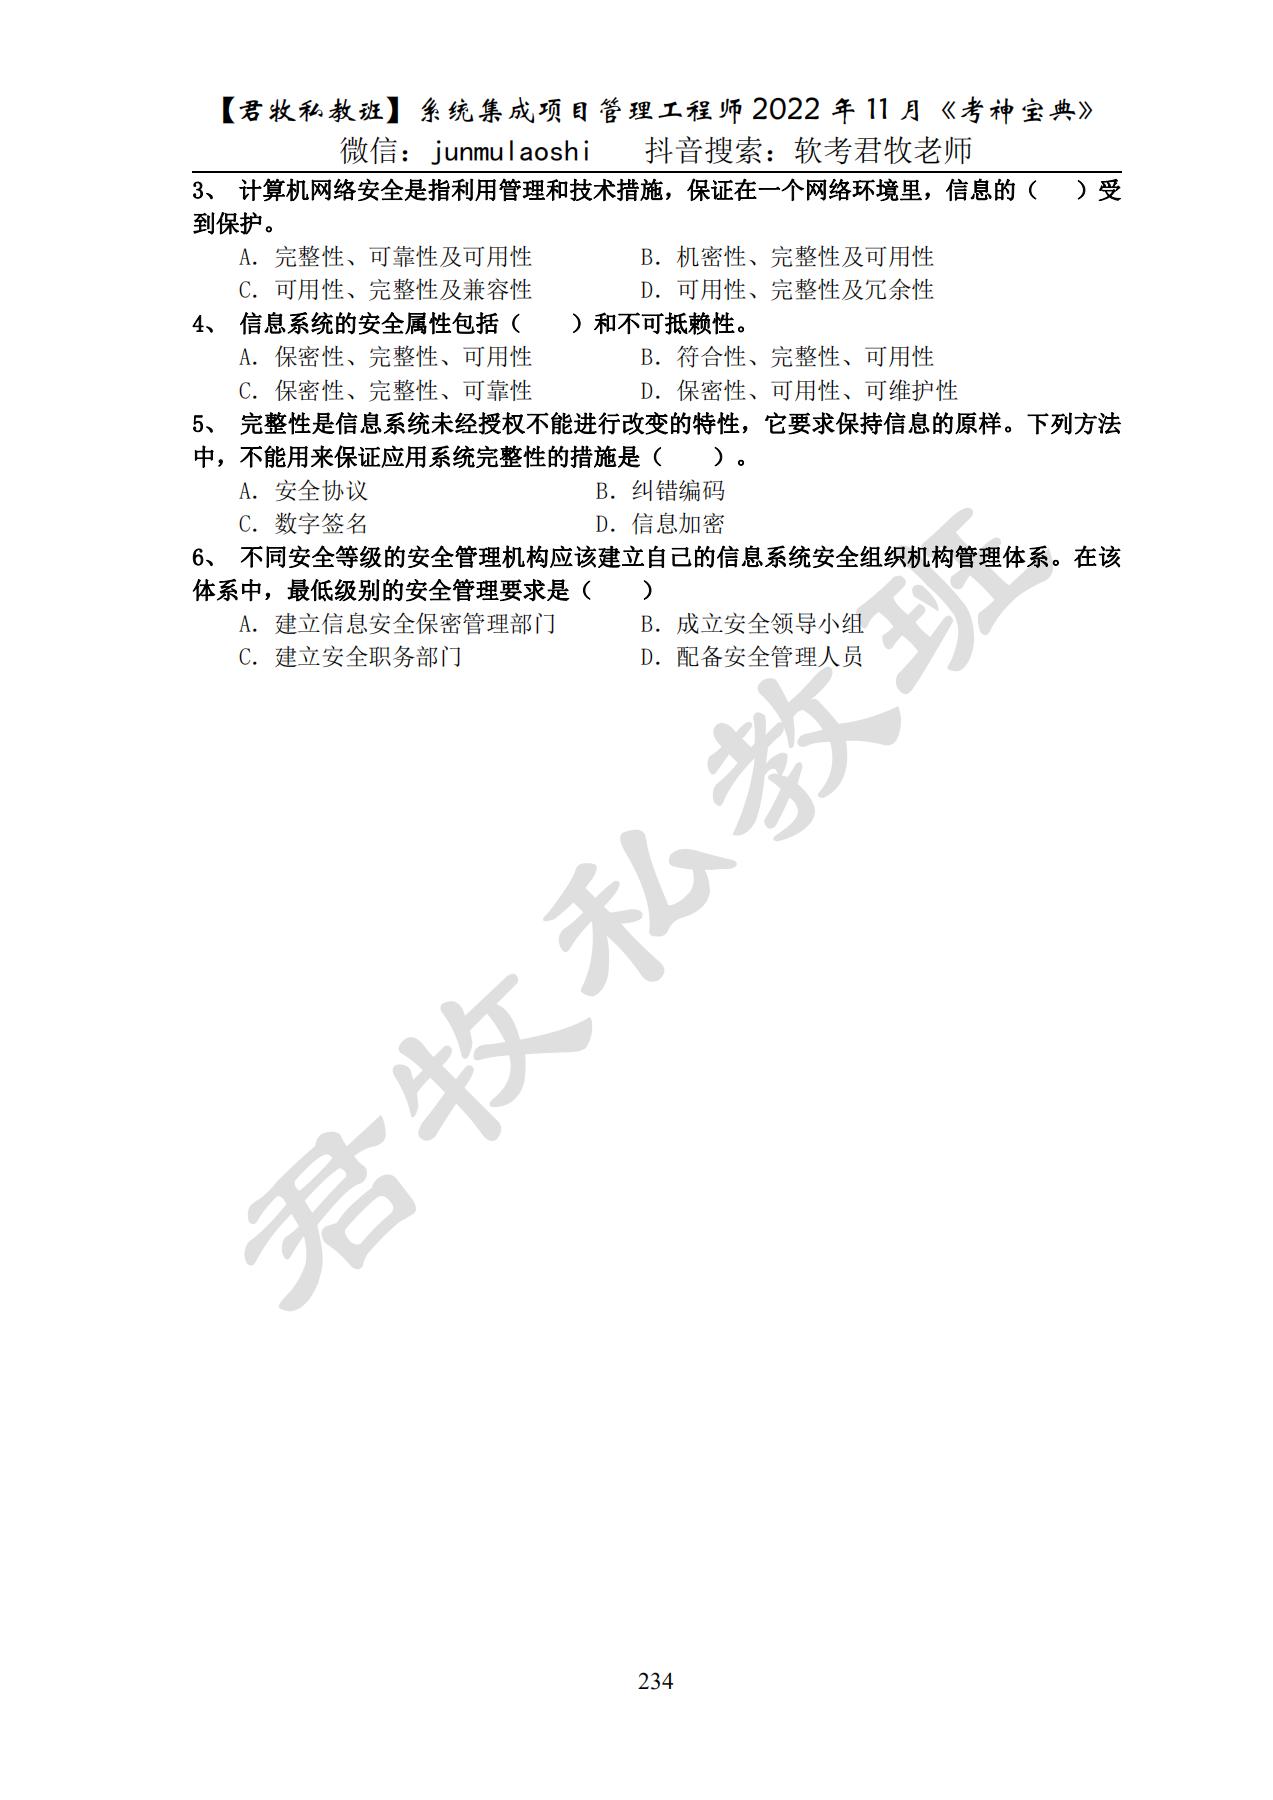 【君牧私教班】系统集成项目管理工程师 2022 年 11 月《考神宝典》
微信：junmulaoshi 抖音搜索：软考君牧老师
3、 计算机网络安全是指利用管理和技术措施，保证在一个网络环境里，信息的（ ）受
到保护。
A．完整性、可靠性及可用性 B．机密性、完整性及可用性
C．可用性、完整性及兼容性 D．可用性、完整性及冗余性
4、 信息系统的安全属性包括（ ）和不可抵赖性。
A．保密性、完整性、可用性 B．符合性、完整性、可用性
C．保密性、完整性、可靠性 D．保密性、可用性、可维护性
5、 完整性是信息系统未经授权不能进行改变的特性，它要求保持信息的原样。下列方法
中，不能用来保证应用系统完整性的措施是（ ）。
A．安全协议 B．纠错编码
C．数字签名 D．信息加密
6、 不同安全等级的安全管理机构应该建立自己的信息系统安全组织机构管理体系。在该
体系中，最低级别的安全管理要求是（ ）
A．建立信息安全保密管理部门 B．成立安全领导小组
C．建立安全职务部门 D．配备安全管理人员
君牧私教班
234